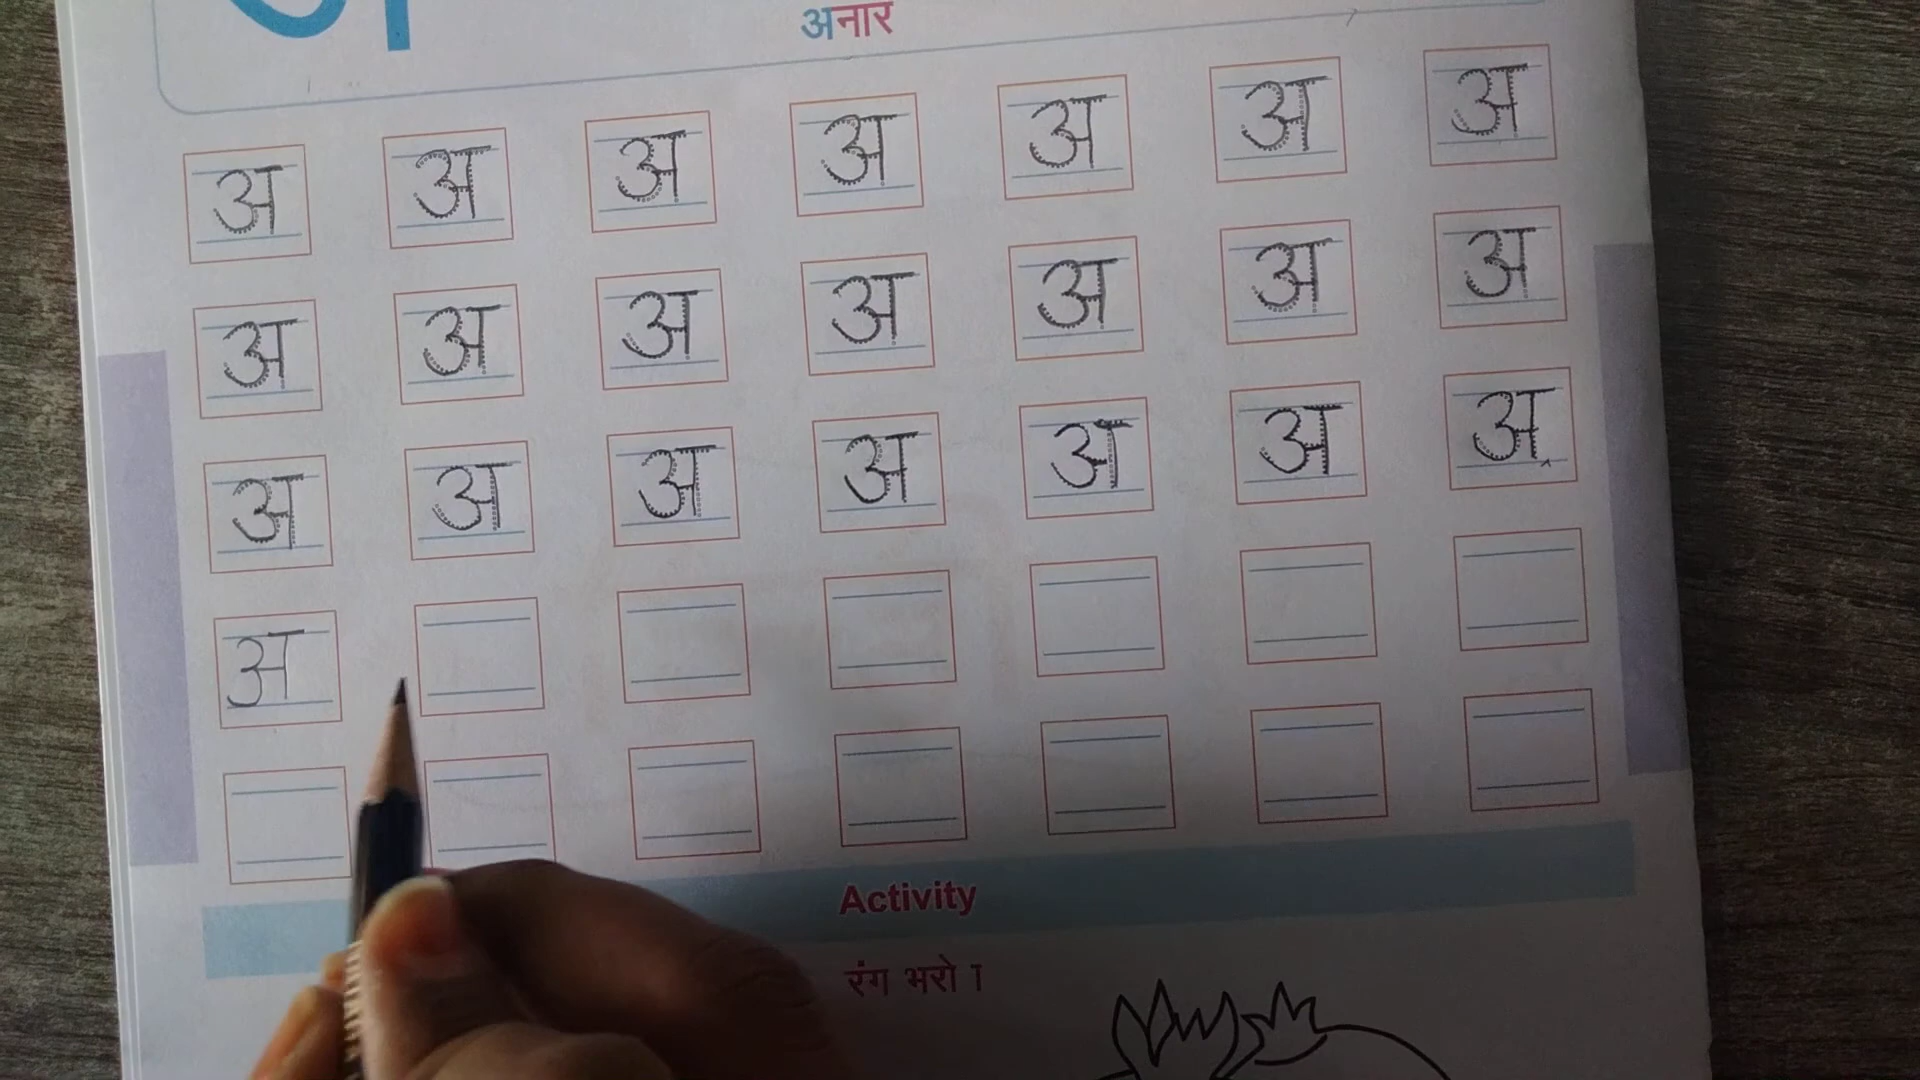 अ
अनार
अ अ अ अ अ अ अ
अ अ अ अ अ अ अ
अ अ अ अ अ अ अ
अ
Activity
रंग भरो ा